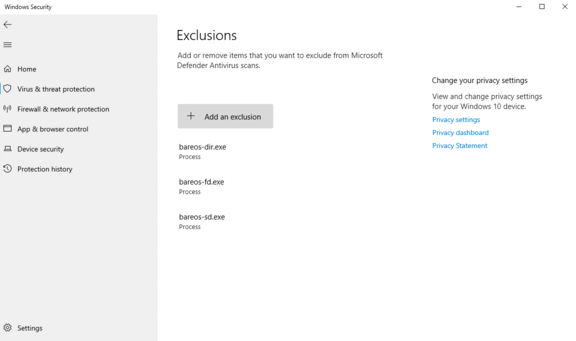 Windows Security
Home
Virus & threat protection
Firewall & network protection
App & browser control
Device security
Protection history
Settings
Exclusions
Add or remove items that you want to exclude from Microsoft
Defender Antivirus scans.
Add an exclusion
bareos-dir.exe
Process
bareos-fd.exe
Process
bareos-sd.exe
Process
Change your privacy settings
View and change privacy settings
for your Windows 10 device.
Privacy settings
Privacy dashboard
Privacy Statement